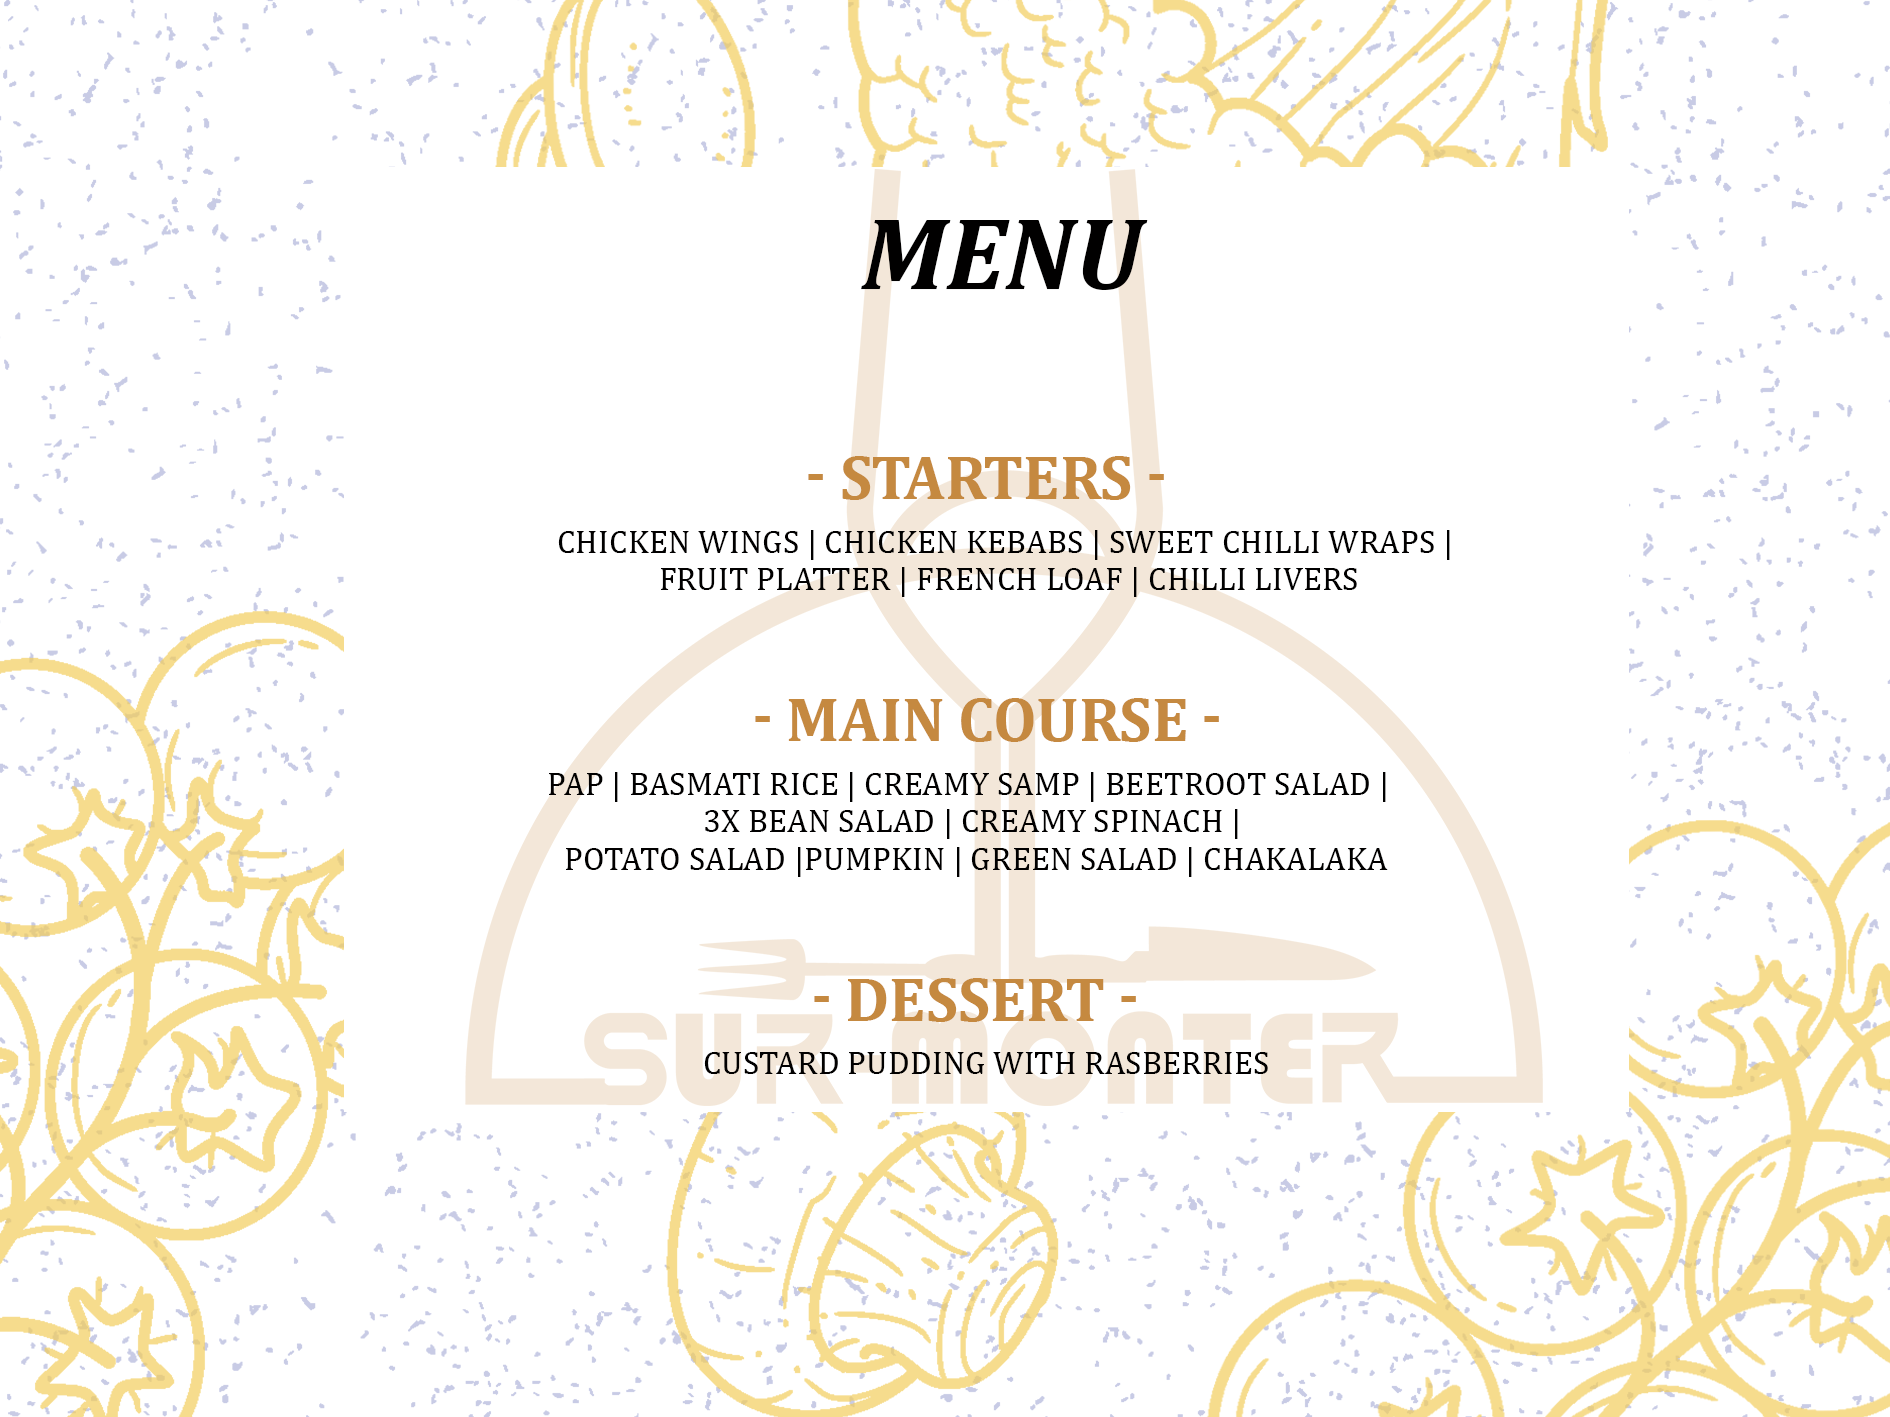 MENU
- STARTERS -
CHICKEN WINGS | CHICKEN KEBABS | SWEET CHILLI WRAPS |
FRUIT PLATTER | FRENCH LOAF | CHILLI LIVERS
- MAIN COURSE -
PAP | BASMATI RICE | CREAMY SAMP | BEETROOT SALAD |
3X BEAN SALAD | CREAMY SPINACH |
POTATO SALAD |PUMPKIN | GREEN SALAD | CHAKALAKA
- DESSERT -
SUR MONTER
CUSTARD PUDDING WITH RASBERRIES